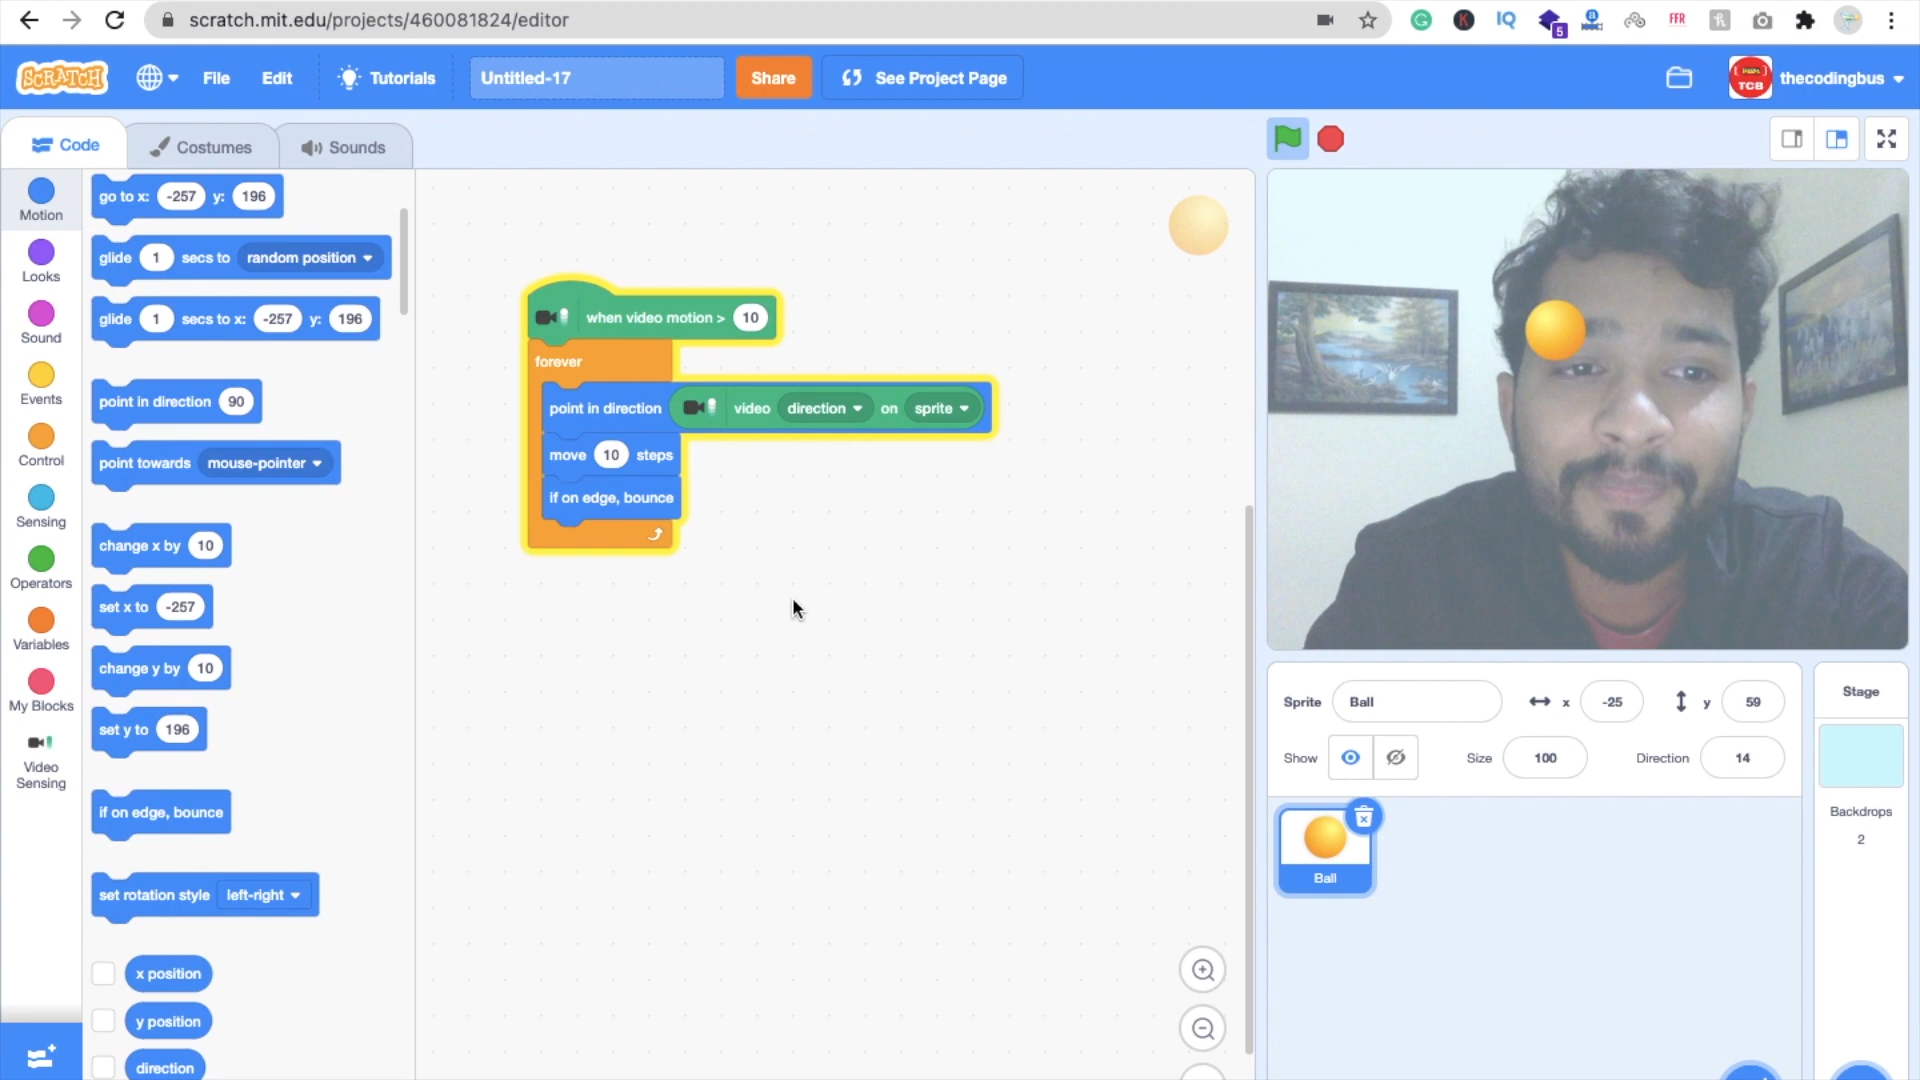 scratch.mit.edu/projects/460081824/editor
IQ
5
FFR
SCRATCH
File
Edit
Tutorials
Untitled-17
Share
See Project Page
TCB
thecodingbus
Code
Costumes
Sounds
Motion
Looks
Sound
Events
Control
Sensing
Operators
Variables
My Blocks
Video
Sensing
go to x: -257 y: 196
glide 1 secs to random position
glide 1 secs to x: -257 y: 196
point in direction 90
point towards mouse-pointer
change x by 10
set x to -257
change y by 10
set y to 196
if on edge, bounce
set rotation style left-right
x position
y position
direction
when video motion > 10
forever
point in direction video direction on sprite
move 10 steps
if on edge, bounce
Sprite Ball x -25 y 59
Show Size 100 Direction 14
Ball
Stage
Backdrops
2